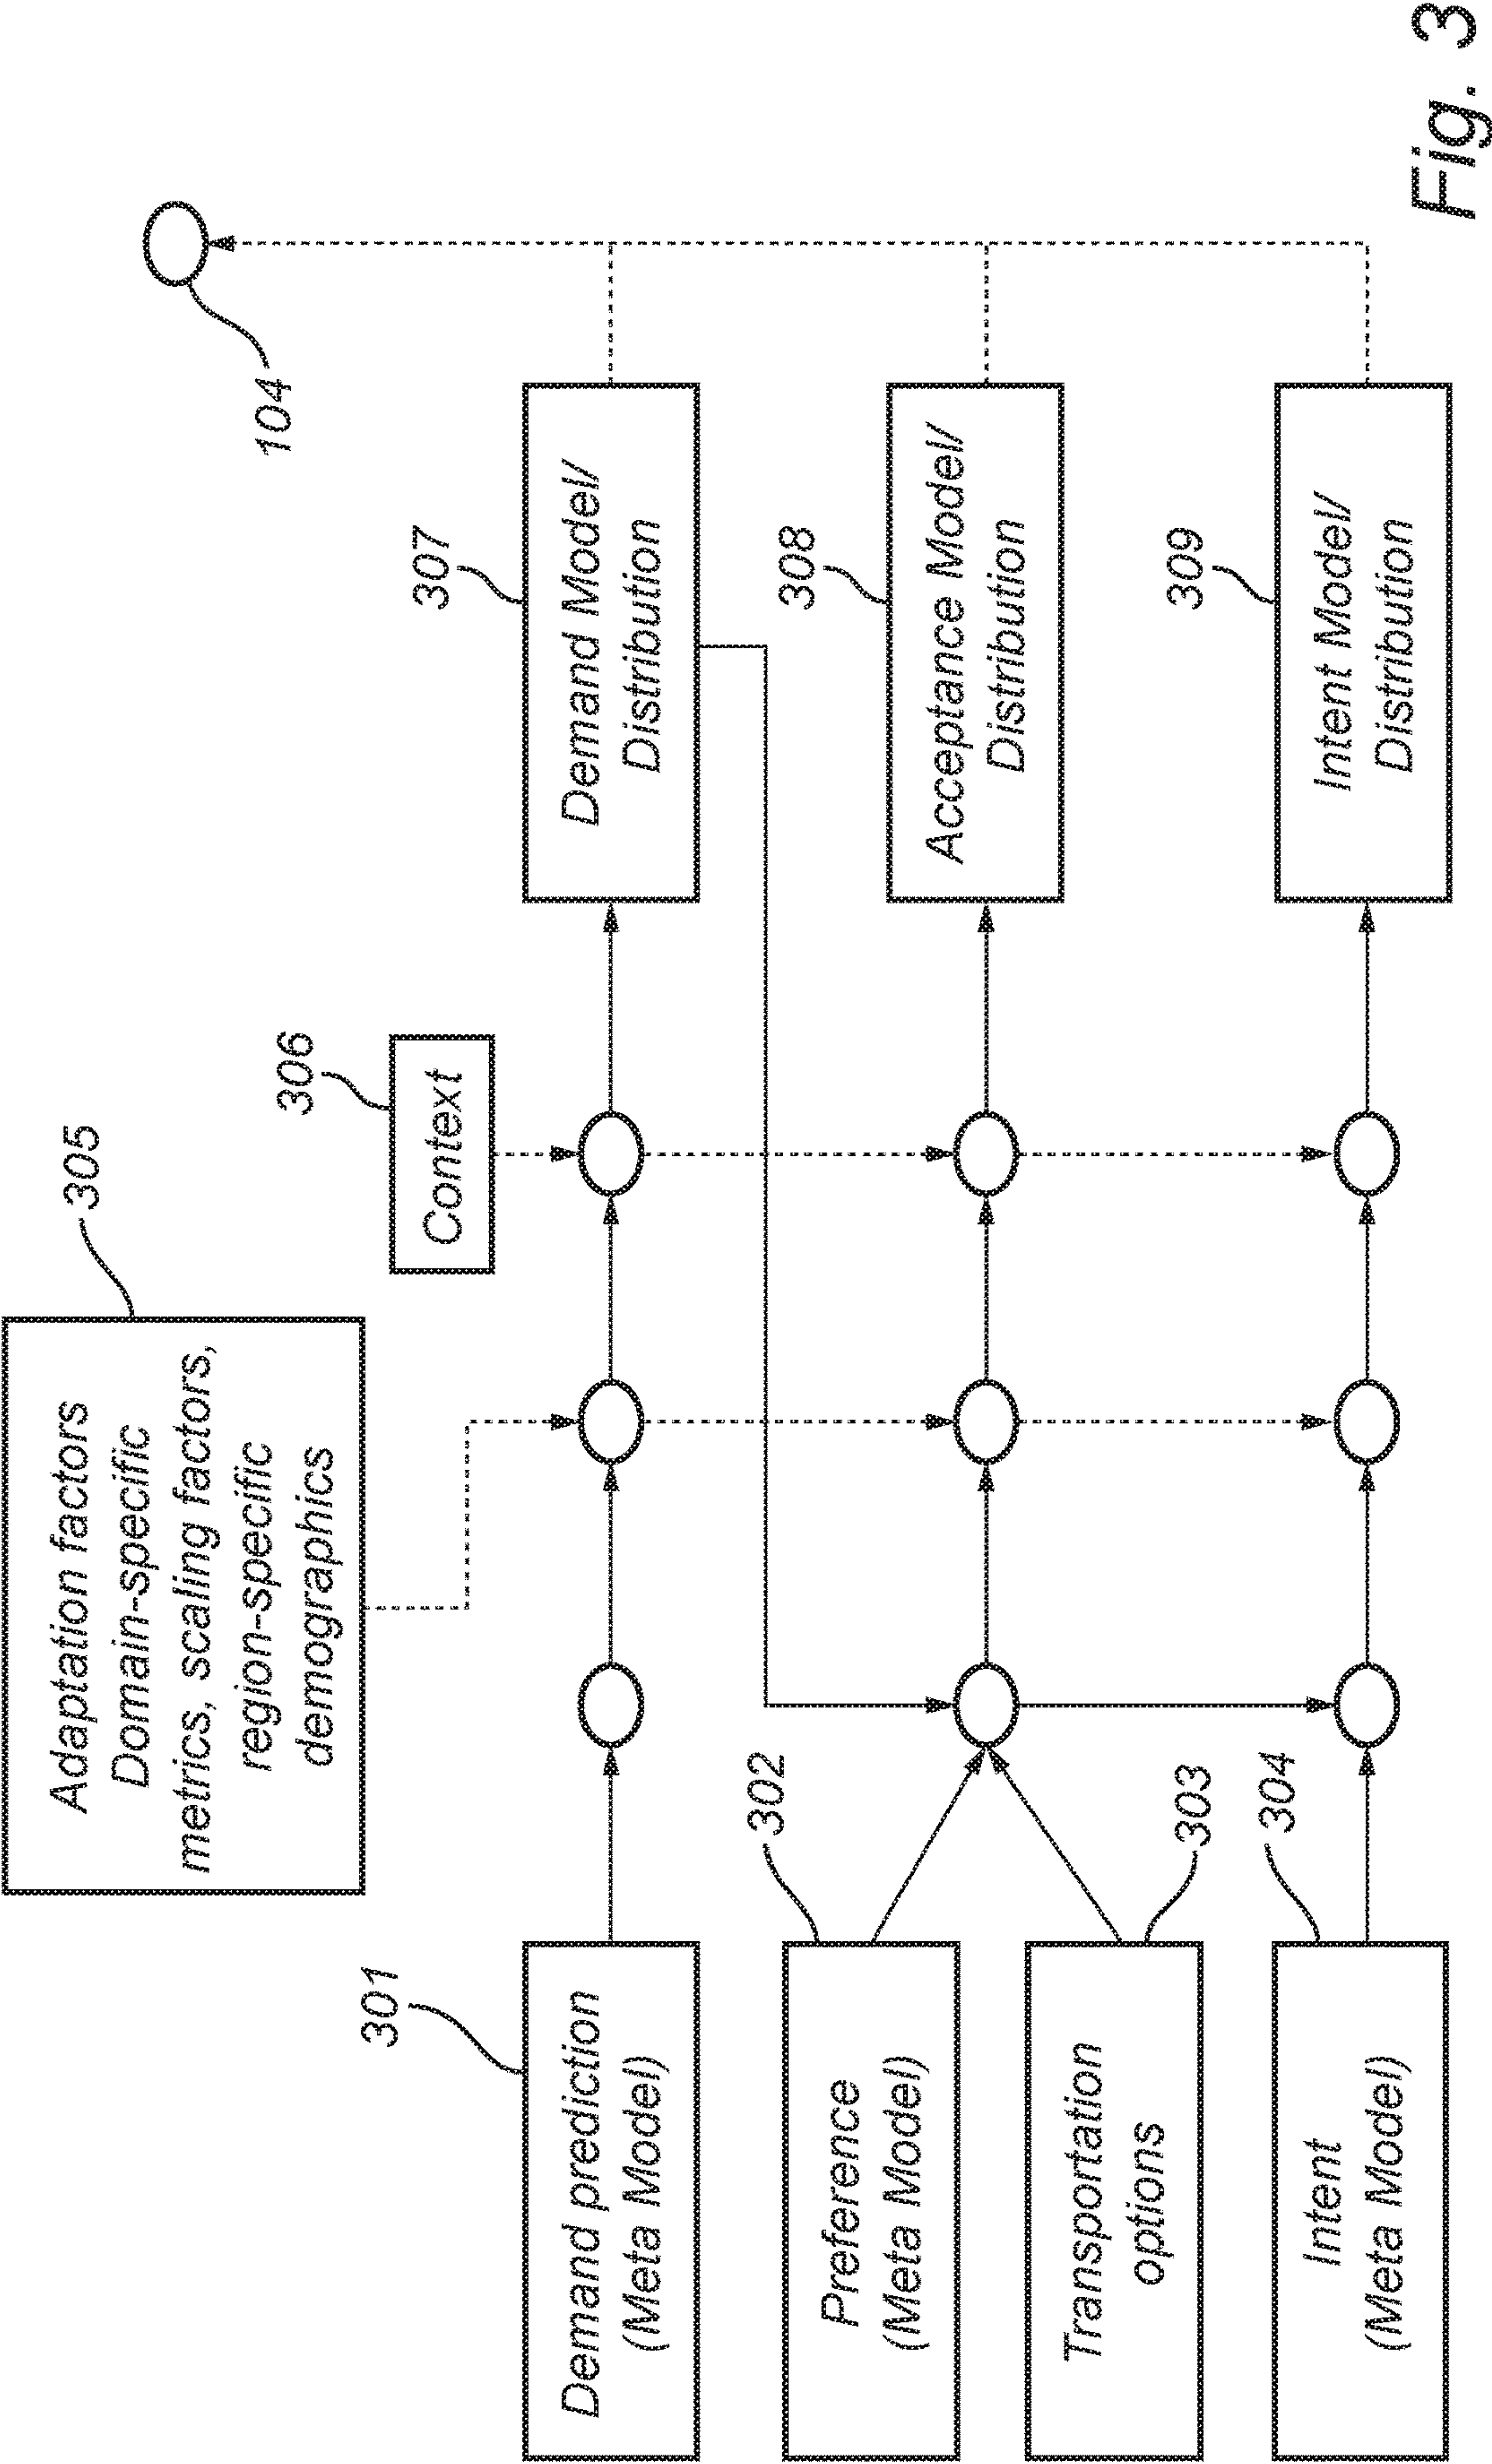 305
Adaptation factors
Domain-specific
metrics, scaling factors,
region-specific
demographics
306
Context
104
301
Demand prediction
(Meta Model)
307
Demand Model/
Distribution
302
Preference
(Meta Model)
308
Acceptance Model/
Distribution
303
Transportation
options
304
Intent
(Meta Model)
309
Intent Model/
Distribution
Fig. 3